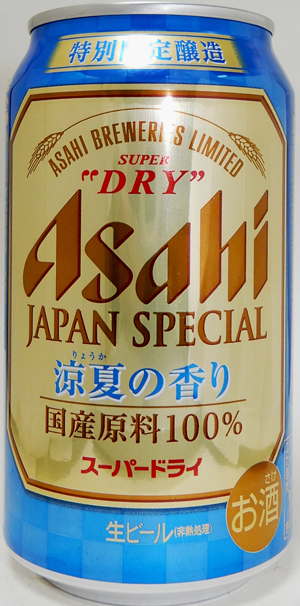 特別限定醸造
ASAHI BREWERIES LIMITED
SUPER
"DRY"
Asahi
JAPAN SPECIAL
りょうか
涼夏の香り
国産原料100%
スーパードライ
さけ
お酒
生ビール(非熱処理)